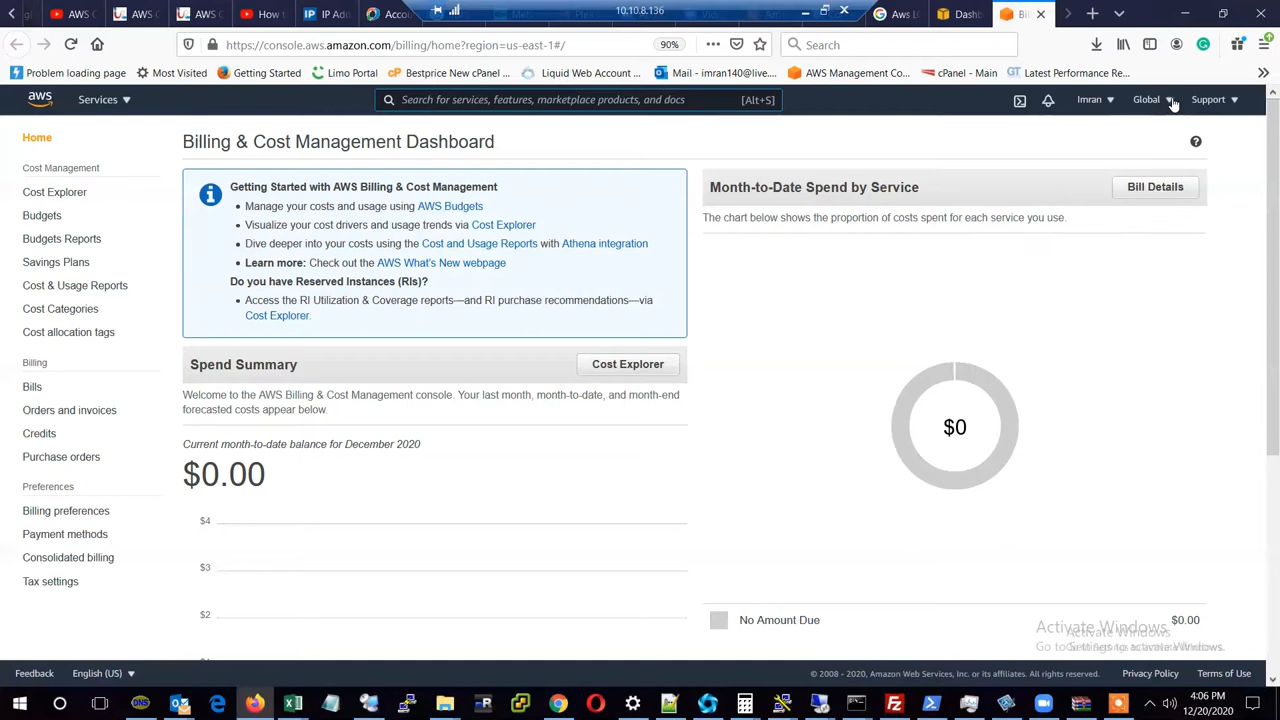 AWS C
AWS C
AWS C
How t
IP Ad
Accou
10.10.8.136
Aws L
Dashb
Bi
https://console.aws.amazon.com/billing/home?region=us-east-1#/
90%
Search
Problem loading page
Most Visited
Getting Started
Limo Portal
Bestprice New cPanel ...
Liquid Web Account ...
Mail - imran140@live....
AWS Management Co...
cPanel - Main
Latest Performance Re...
aws
Services
Search for services, features, marketplace products, and docs
[Alt+S]
Imran
Global
Support
Home
Cost Management
Cost Explorer
Budgets
Budgets Reports
Savings Plans
Cost & Usage Reports
Cost Categories
Cost allocation tags
Billing
Bills
Orders and invoices
Credits
Purchase orders
Preferences
Billing preferences
Payment methods
Consolidated billing
Tax settings
Billing & Cost Management Dashboard
Getting Started with AWS Billing & Cost Management
• Manage your costs and usage using AWS Budgets
• Visualize your cost drivers and usage trends via Cost Explorer
• Dive deeper into your costs using the Cost and Usage Reports with Athena integration
• Learn more: Check out the AWS What's New webpage
Do you have Reserved Instances (RIs)?
• Access the RI Utilization & Coverage reports—and RI purchase recommendations—via
Cost Explorer.
Spend Summary
Cost Explorer
Welcome to the AWS Billing & Cost Management console. Your last month, month-to-date, and month-end
forecasted costs appear below.
Current month-to-date balance for December 2020
$0.00
$4
$3
$2
Month-to-Date Spend by Service
Bill Details
The chart below shows the proportion of costs spent for each service you use.
$0
No Amount Due
$0.00
Activate Windows
Activate Windows
Go to Settings to activate Windows.
Feedback
English (US)
© 2008 - 2020, Amazon Web Services, Inc. or its affiliates. All rights reserved.
Privacy Policy
Terms of Use
4:06 PM
12/20/2020